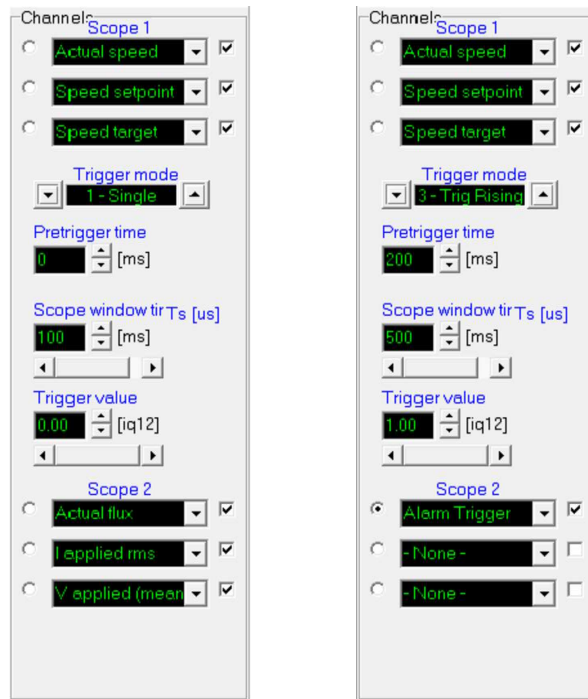 Channels
Scope 1
Actual speed
Speed setpoint
Speed target
Trigger mode
1 - Single
Pretrigger time
0 [ms]
Scope window tir Ts [us]
100 [ms]
Trigger value
0.00 [iq12]
Scope 2
Actual flux
I applied rms
V applied (mean
Channels
Scope 1
Actual speed
Speed setpoint
Speed target
Trigger mode
3 - Trig Rising
Pretrigger time
200 [ms]
Scope window tir Ts [us]
500 [ms]
Trigger value
1.00 [iq12]
Scope 2
Alarm Trigger
- None -
- None -